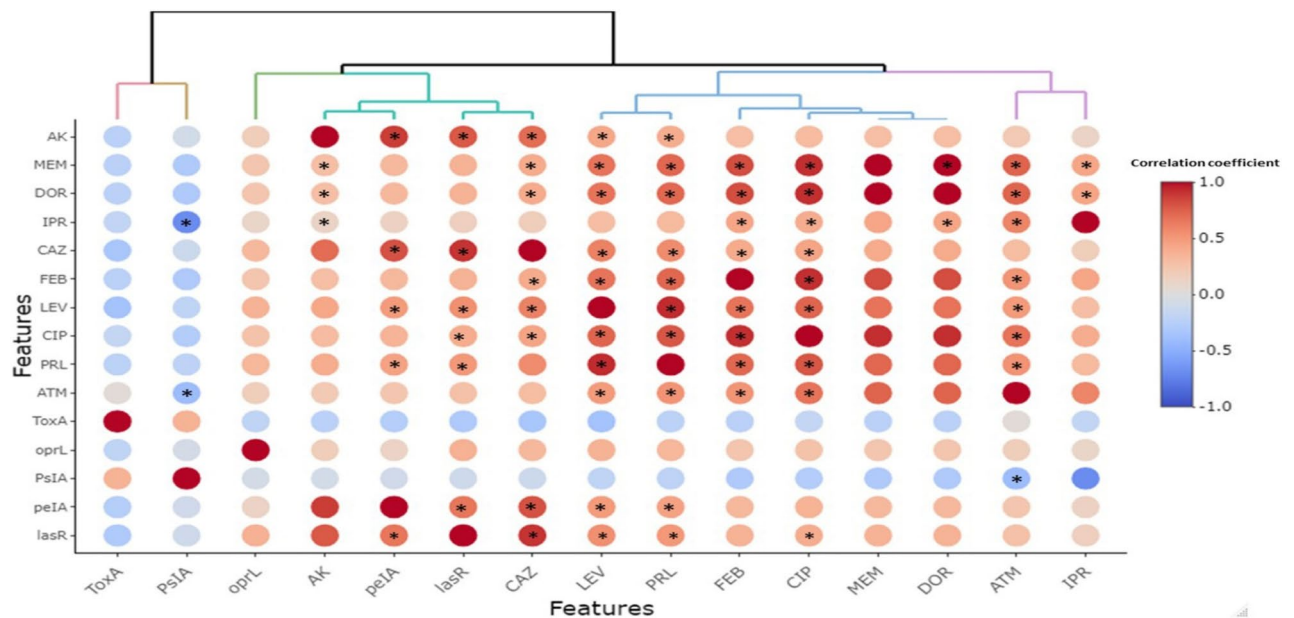 AK
MEM
DOR
IPR
CAZ
FEB
LEV
CIP
PRL
ATM
ToxA
oprL
PsIA
peIA
lasR
Features
ToxA PsIA oprL AK peIA lasR CAZ LEV PRL FEB CIP MEM DOR ATM IPR
Features
Correlation coefficient
1.0
0.5
0.0
-0.5
-1.0